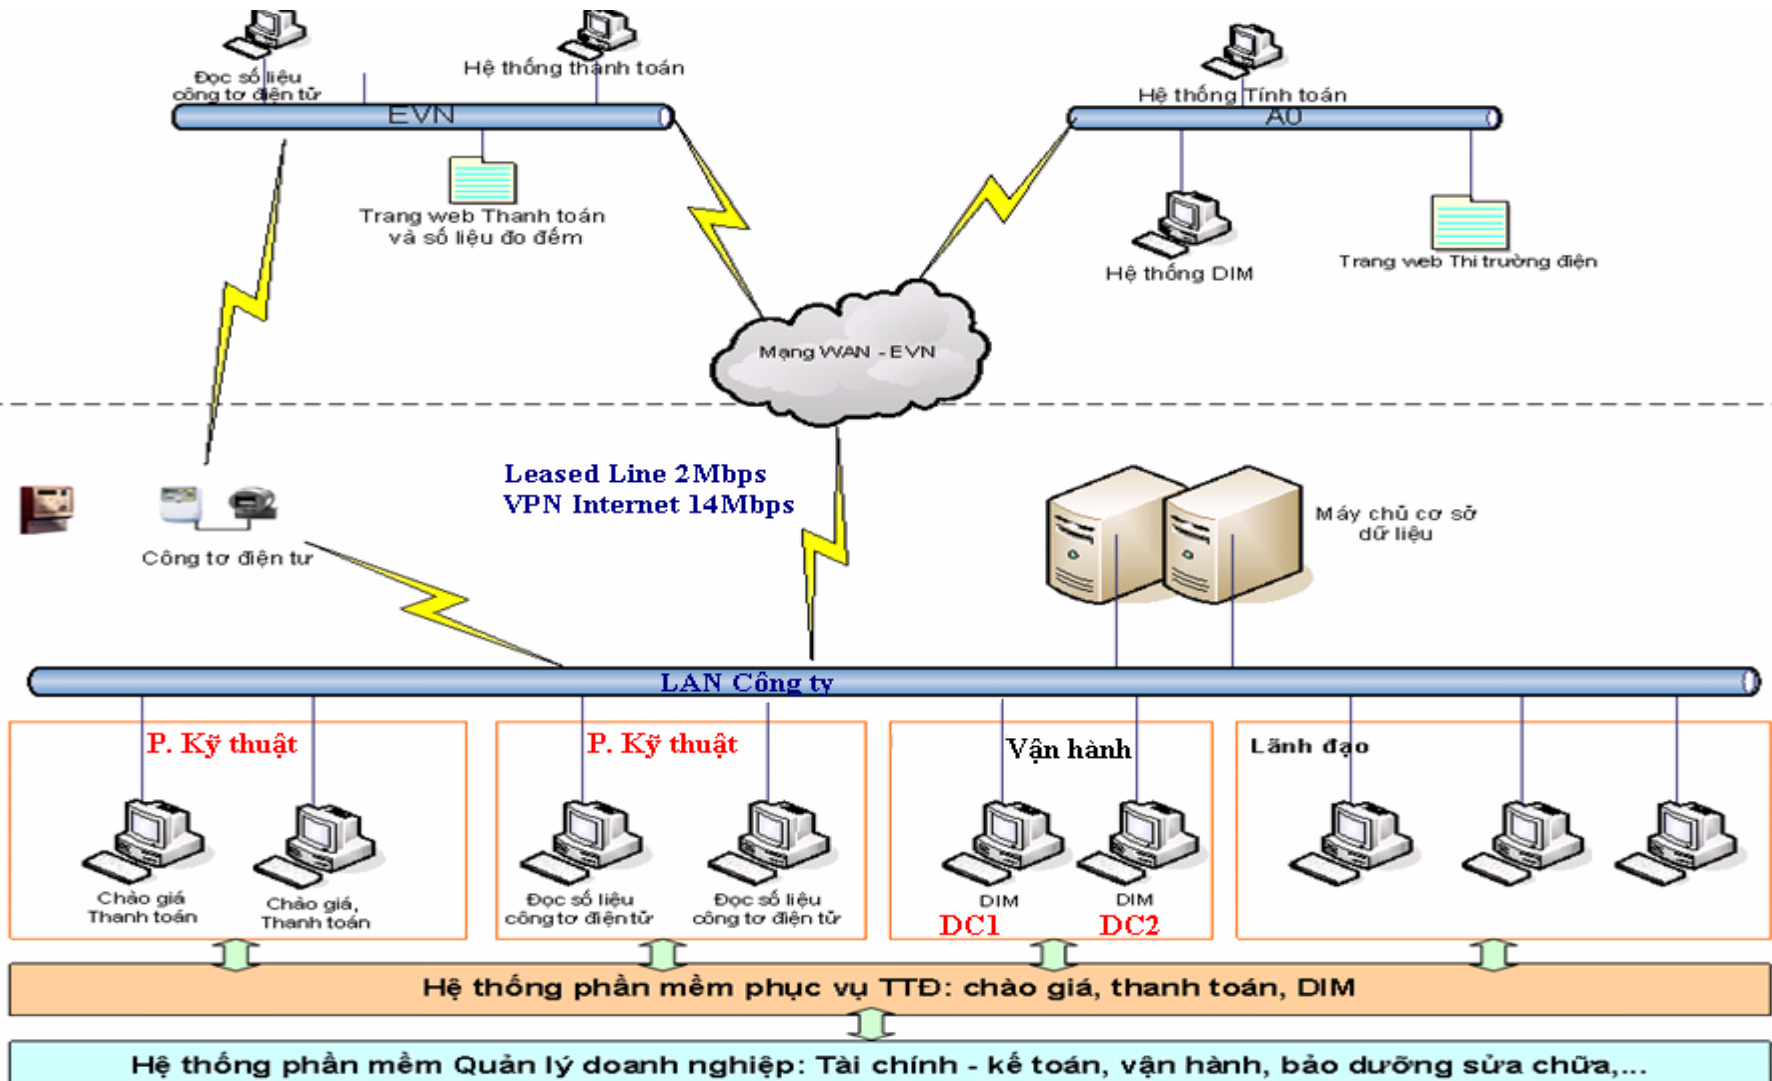 Đọc số liệu
công tơ điện tử
Hệ thống thanh toán
EVN
Trang web Thanh toán
và số liệu đo đếm
Hệ thống Tính toán
A0
Hệ thống DIM
Trang web Thi trường điện
Mạng WAN - EVN
Leased Line 2Mbps
VPN Internet 14Mbps
Công tơ điện tư
Máy chủ cơ sở
dữ liệu
LAN Công ty
P. Kỹ thuật
P. Kỹ thuật
Vận hành
Lãnh đạo
Chào giá
Thanh toán
Chào giá,
Thanh toán
Đọc số liệu
công tơ điện tử
Đọc số liệu
công tơ điện tử
DIM
DC1
DIM
DC2
Hệ thống phần mềm phục vụ TTĐ: chào giá, thanh toán, DIM
Hệ thống phần mềm Quản lý doanh nghiệp: Tài chính - kế toán, vận hành, bảo dưỡng sửa chữa,...